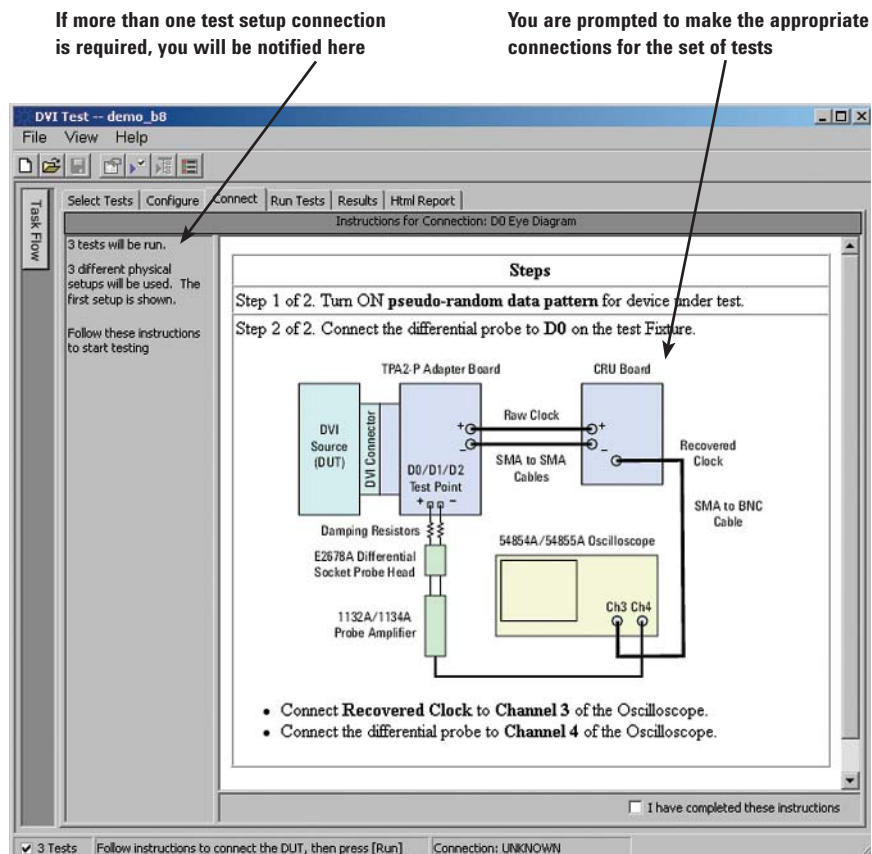 If more than one test setup connection
is required, you will be notified here
You are prompted to make the appropriate
connections for the set of tests
DVI Test -- demo_b8
File View Help
Task Flow
Select Tests Configure Connect Run Tests Results Html Report
Instructions for Connection: D0 Eye Diagram
3 tests will be run.
3 different physical
setups will be used. The
first setup is shown.
Follow these instructions
to start testing
Steps
Step 1 of 2. Turn ON pseudo-random data pattern for device under test.
Step 2 of 2. Connect the differential probe to D0 on the test Fixture.
TPA2-P Adapter Board
CRU Board
DVI
Source
(DUT)
DVI Connector
+
–
Raw Clock
SMA to SMA
Cables
+
–
Recovered
Clock
SMA to BNC
Cable
D0/D1/D2
Test Point
+ –
Damping Resistors
E2678A Differential
Socket Probe Head
1132A/1134A
Probe Amplifier
54854A/54855A Oscilloscope
Ch3 Ch4
• Connect Recovered Clock to Channel 3 of the Oscilloscope.
• Connect the differential probe to Channel 4 of the Oscilloscope.
I have completed these instructions
3 Tests Follow instructions to connect the DUT, then press [Run] Connection: UNKNOWN